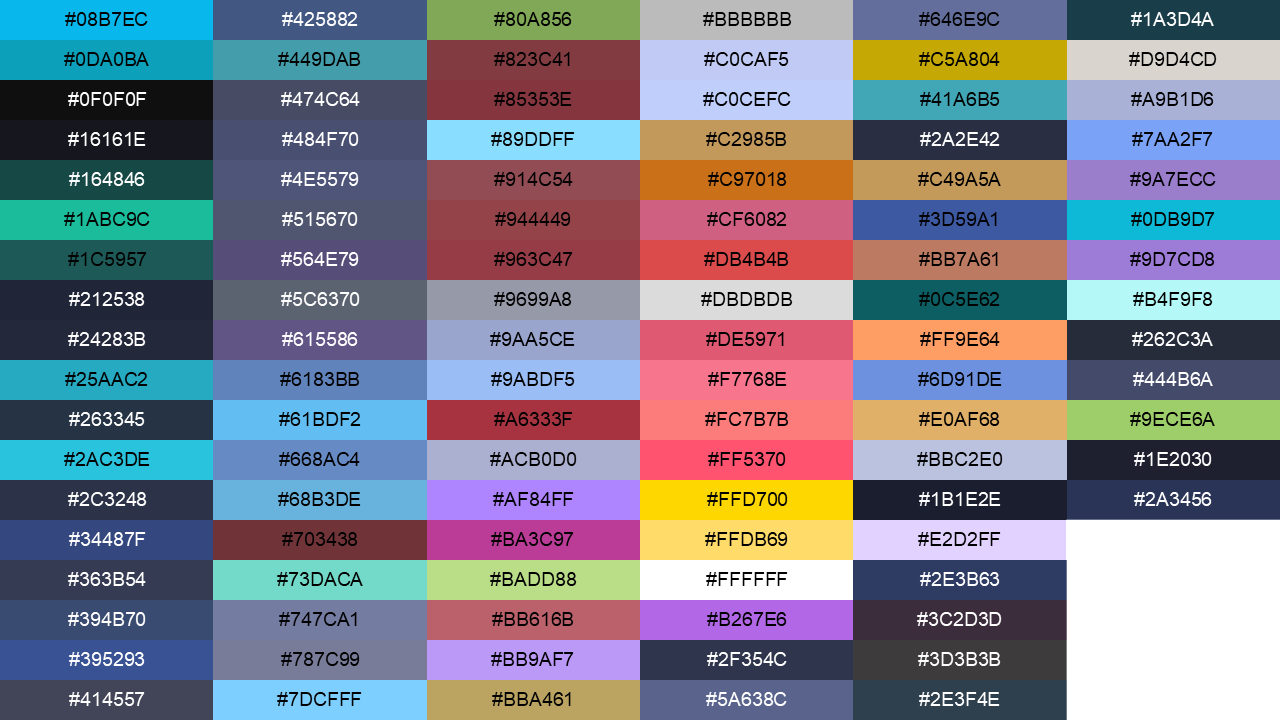 #08B7EC #425882 #80A856 #BBBBBB #646E9C #1A3D4A
#0DA0BA #449DAB #823C41 #C0CAF5 #C5A804 #D9D4CD
#0F0F0F #474C64 #85353E #C0CEFC #41A6B5 #A9B1D6
#16161E #484F70 #89DDFF #C2985B #2A2E42 #7AA2F7
#164846 #4E5579 #914C54 #C97018 #C49A5A #9A7ECC
#1ABC9C #515670 #944449 #CF6082 #3D59A1 #0DB9D7
#1C5957 #564E79 #963C47 #DB4B4B #BB7A61 #9D7CD8
#212538 #5C6370 #9699A8 #DBDBDB #0C5E62 #B4F9F8
#24283B #615586 #9AA5CE #DE5971 #FF9E64 #262C3A
#25AAC2 #6183BB #9ABDF5 #F7768E #6D91DE #444B6A
#263345 #61BDF2 #A6333F #FC7B7B #E0AF68 #9ECE6A
#2AC3DE #668AC4 #ACB0D0 #FF5370 #BBC2E0 #1E2030
#2C3248 #68B3DE #AF84FF #FFD700 #1B1E2E #2A3456
#34487F #703438 #BA3C97 #FFDB69 #E2D2FF
#363B54 #73DACA #BADD88 #FFFFFF #2E3B63
#394B70 #747CA1 #BB616B #B267E6 #3C2D3D
#395293 #787C99 #BB9AF7 #2F354C #3D3B3B
#414557 #7DCFFF #BBA461 #5A638C #2E3F4E